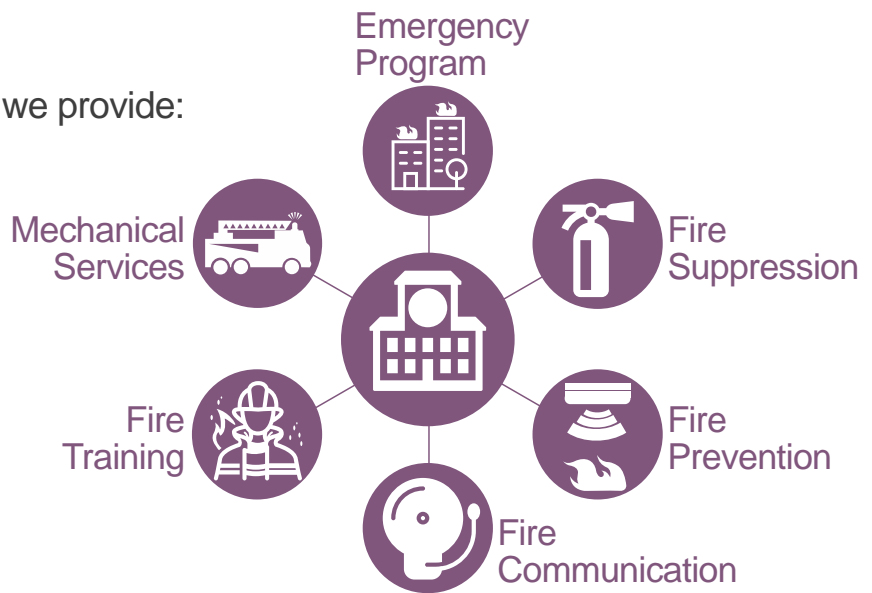 we provide:
Emergency
Program
Fire
Suppression
Fire
Prevention
Fire
Communication
Fire
Training
Mechanical
Services